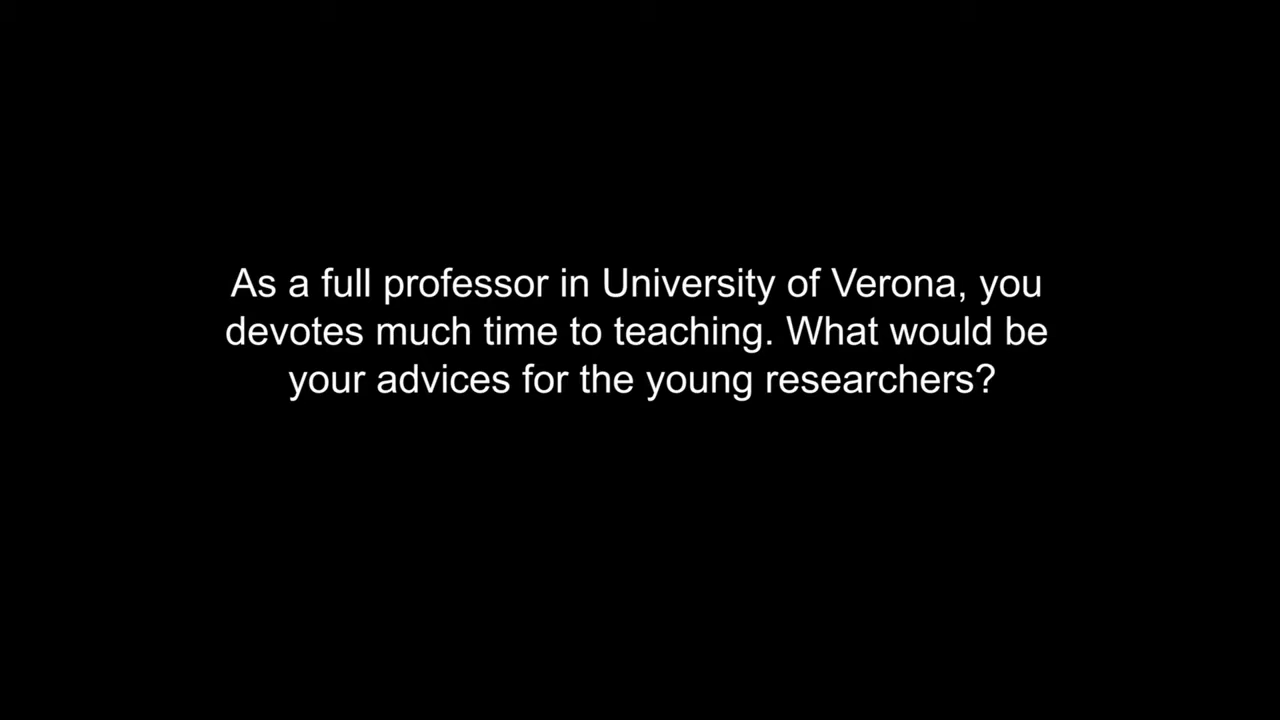 As a full professor in University of Verona, you
devotes much time to teaching. What would be
your advices for the young researchers?